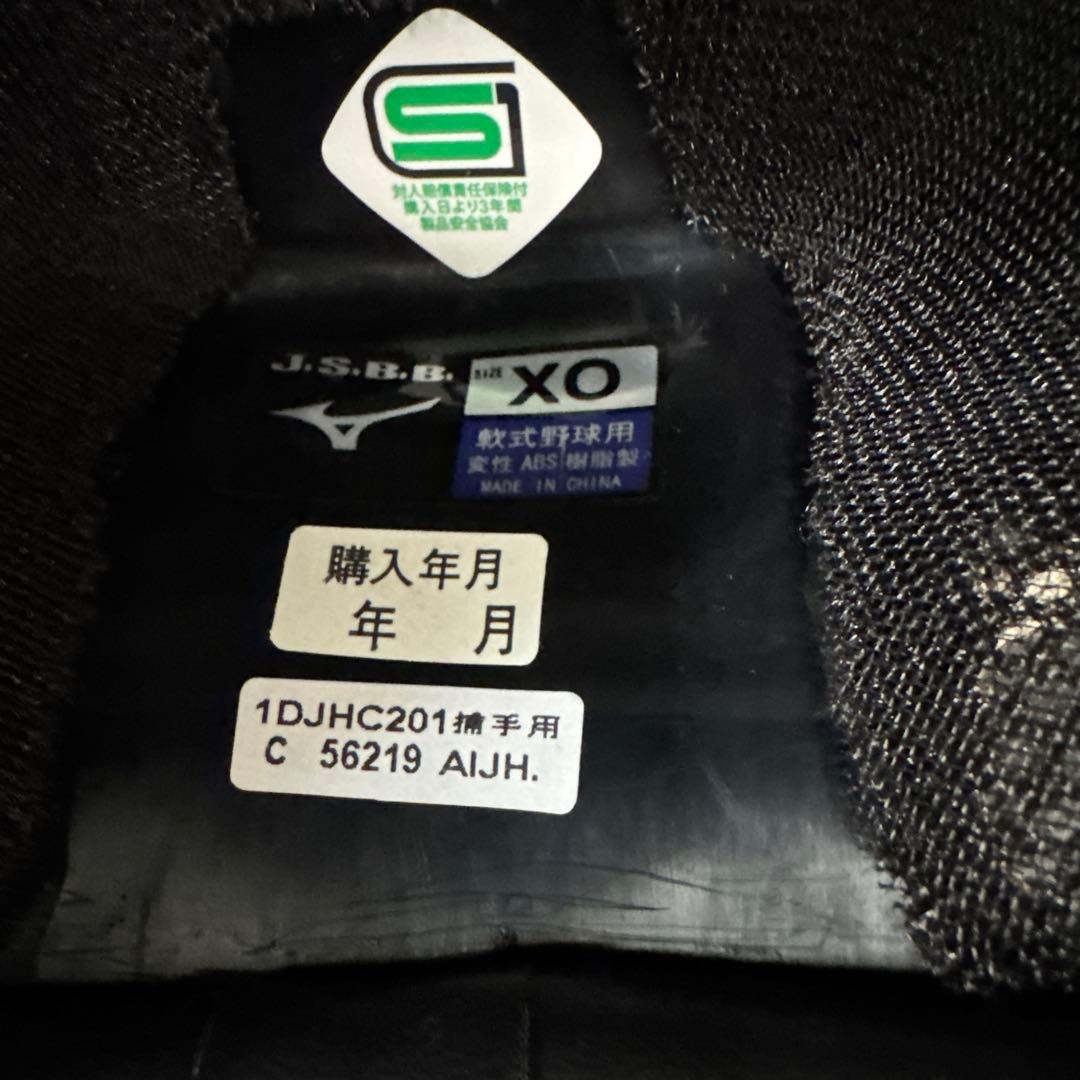 SG
対人賠償責任保険付
購入日より3年間
製品安全協会
J.S.B.B.
SIZE XO
軟式野球用
変性 ABS 樹脂製
MADE IN CHINA
購入年月
年 月
1DJHC201捕手用
C 56219 AIJH.